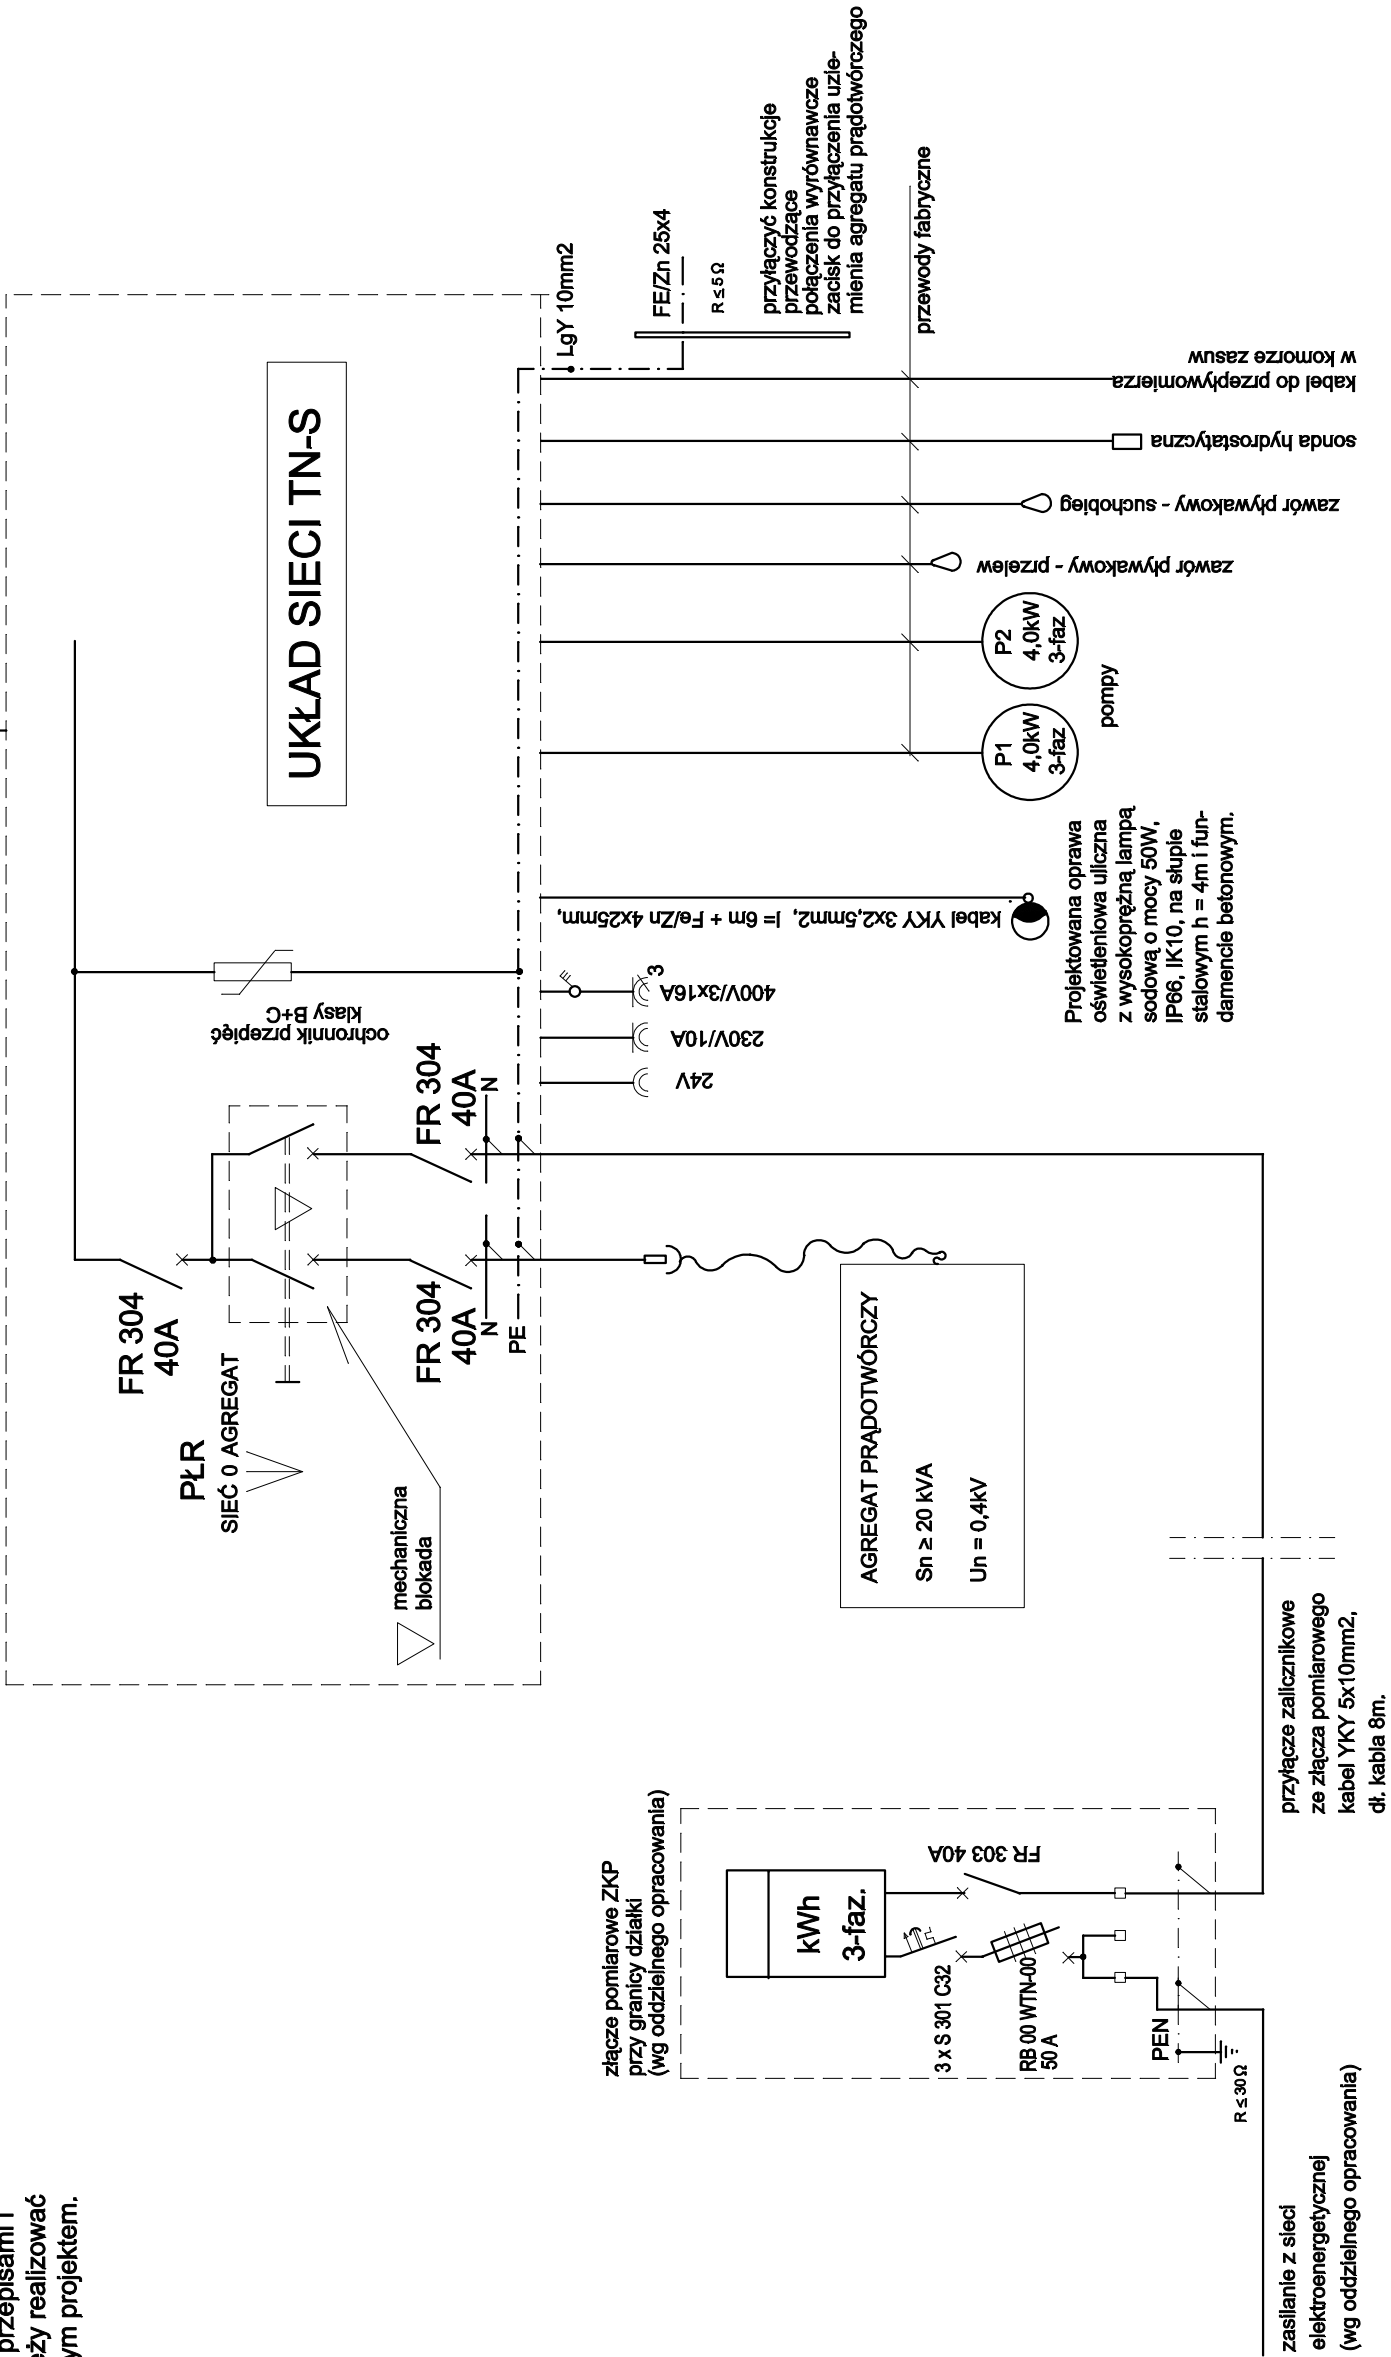 przepisami i
eży realizować
ym projektem.
UKŁAD SIECI TN-S
FR 304
40A
PŁR
SIEĆ 0 AGREGAT
mechaniczna
blokada
ochronnik przepięć
klasy B+C
FR 304
40A
N
FR 304
40A
N
PE
LgY 10mm2
FE/Zn 25x4
R ≤ 5 Ω
przyłączyć konstrukcje
przewodzące
połączenia wyrównawcze
zacisk do przyłączenia uzie-
mienia agregatu prądotwórczego
przewody fabryczne
24V
230V/10A
400V/3x16A
3
kabel YKY 3x2,5mm2, l= 6m + Fe/Zn 4x25mm,
Projektowana oprawa
oświetleniowa uliczna
z wysokoprężną lampą
sodową o mocy 50W,
IP66, IK10, na słupie
stalowym h = 4m i fun-
damencie betonowym.
P1
4,0kW
3-faz
P2
4,0kW
3-faz
pompy
zawór pływakowy - przelew
zawór pływakowy - suchobieg
sonda hydrostatyczna
kabel do przepływomierza
w komorze zasuw
AGREGAT PRĄDOTWÓRCZY
Sn ≥ 20 kVA
Un = 0,4kV
przyłącze zalicznikowe
ze złącza pomiarowego
kabel YKY 5x10mm2,
dł. kabla 8m.
złącze pomiarowe ZKP
przy granicy działki
(wg oddzielnego opracowania)
kWh
3-faz.
FR 303 40A
3 x S 301 C32
RB 00 WTN-00
50 A
PEN
R ≤ 30 Ω
zasilanie z sieci
elektroenergetycznej
(wg oddzielnego opracowania)